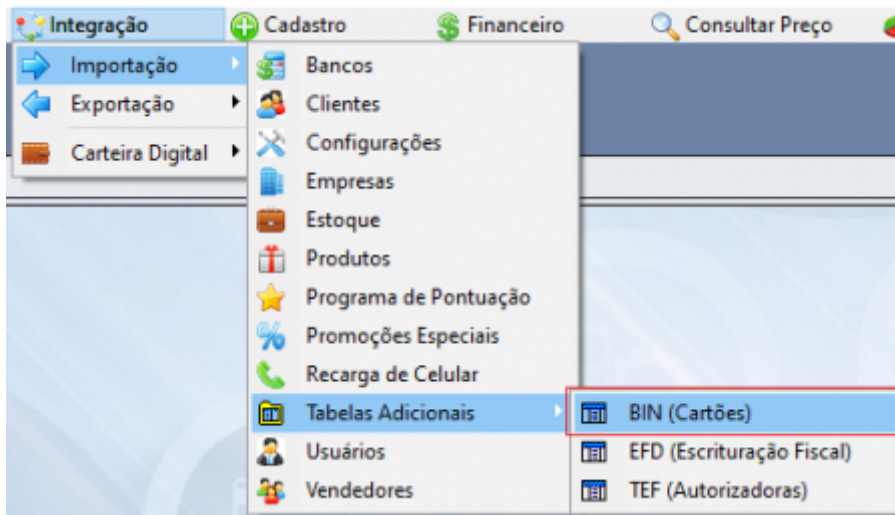 Integração
Cadastro
Financeiro
Consultar Preço
Importação
Exportação
Carteira Digital
Bancos
Clientes
Configurações
Empresas
Estoque
Produtos
Programa de Pontuação
Promoções Especiais
Recarga de Celular
Tabelas Adicionais
Usuários
Vendedores
BIN (Cartões)
EFD (Escrituração Fiscal)
TEF (Autorizadoras)